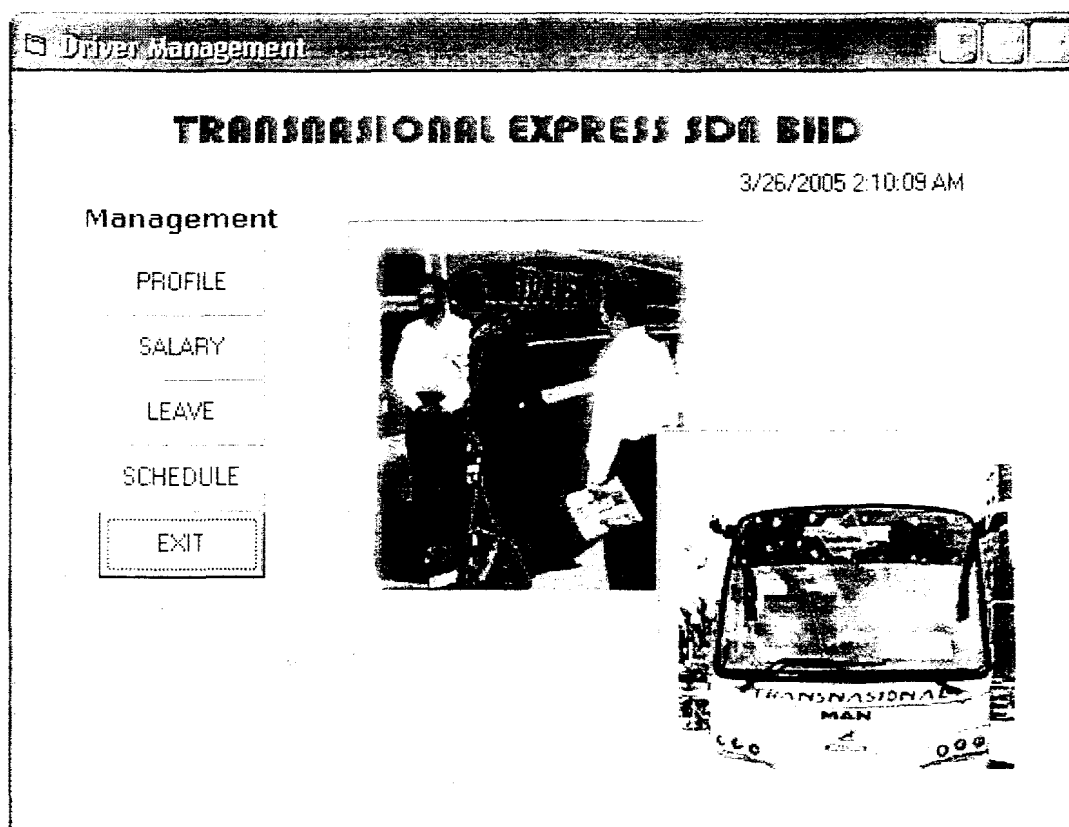 Driver Management
TRANSNASIONAL EXPRESS SDN BHD
3/26/2005 2:10:09 AM
Management
PROFILE
SALARY
LEAVE
SCHEDULE
EXIT
TRANSNASIONAL
MAN